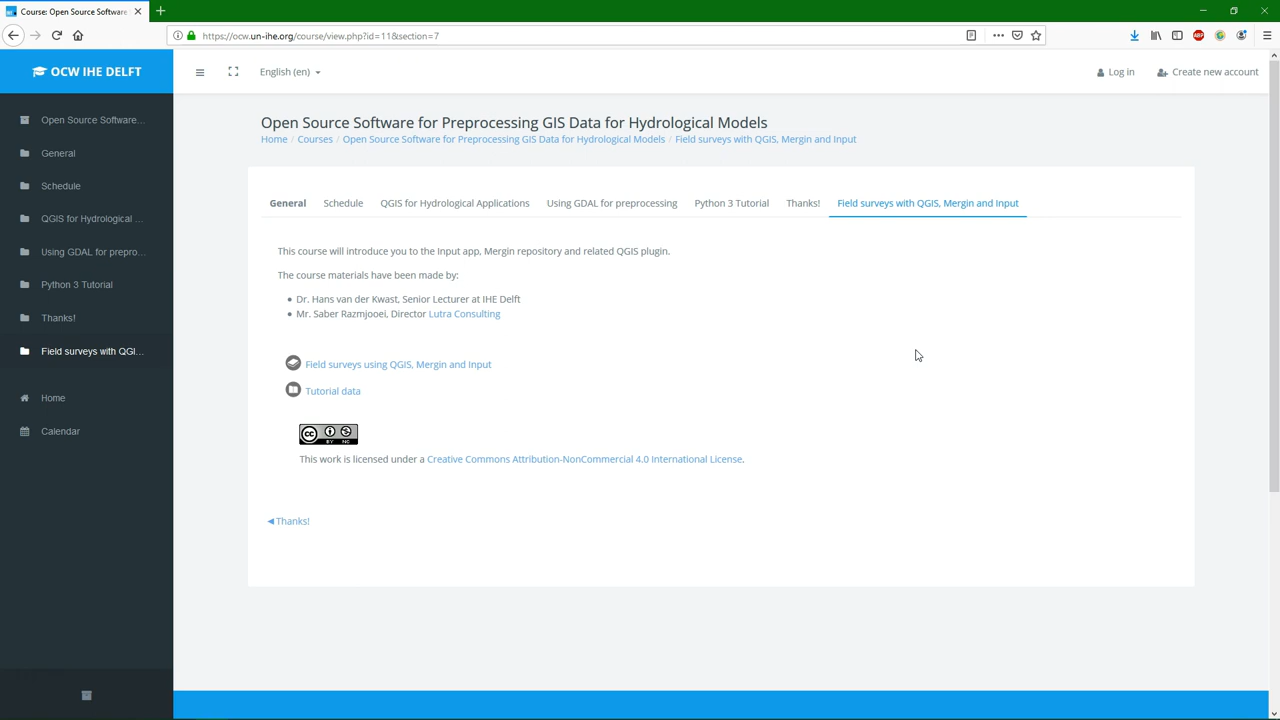 Course: Open Source Software
https://ocw.un-ihe.org/course/view.php?id=11&section=7
OCW IHE DELFT
English (en)
Log in
Create new account
Open Source Software...
General
Schedule
QGIS for Hydrological ...
Using GDAL for prepro...
Python 3 Tutorial
Thanks!
Field surveys with QGI...
Home
Calendar
Open Source Software for Preprocessing GIS Data for Hydrological Models
Home / Courses / Open Source Software for Preprocessing GIS Data for Hydrological Models / Field surveys with QGIS, Mergin and Input
General Schedule QGIS for Hydrological Applications Using GDAL for preprocessing Python 3 Tutorial Thanks! Field surveys with QGIS, Mergin and Input
This course will introduce you to the Input app, Mergin repository and related QGIS plugin.
The course materials have been made by:
Dr. Hans van der Kwast, Senior Lecturer at IHE Delft
Mr. Saber Razmjooei, Director Lutra Consulting
Field surveys using QGIS, Mergin and Input
Tutorial data
cc BY NC
This work is licensed under a Creative Commons Attribution-NonCommercial 4.0 International License.
◀ Thanks!